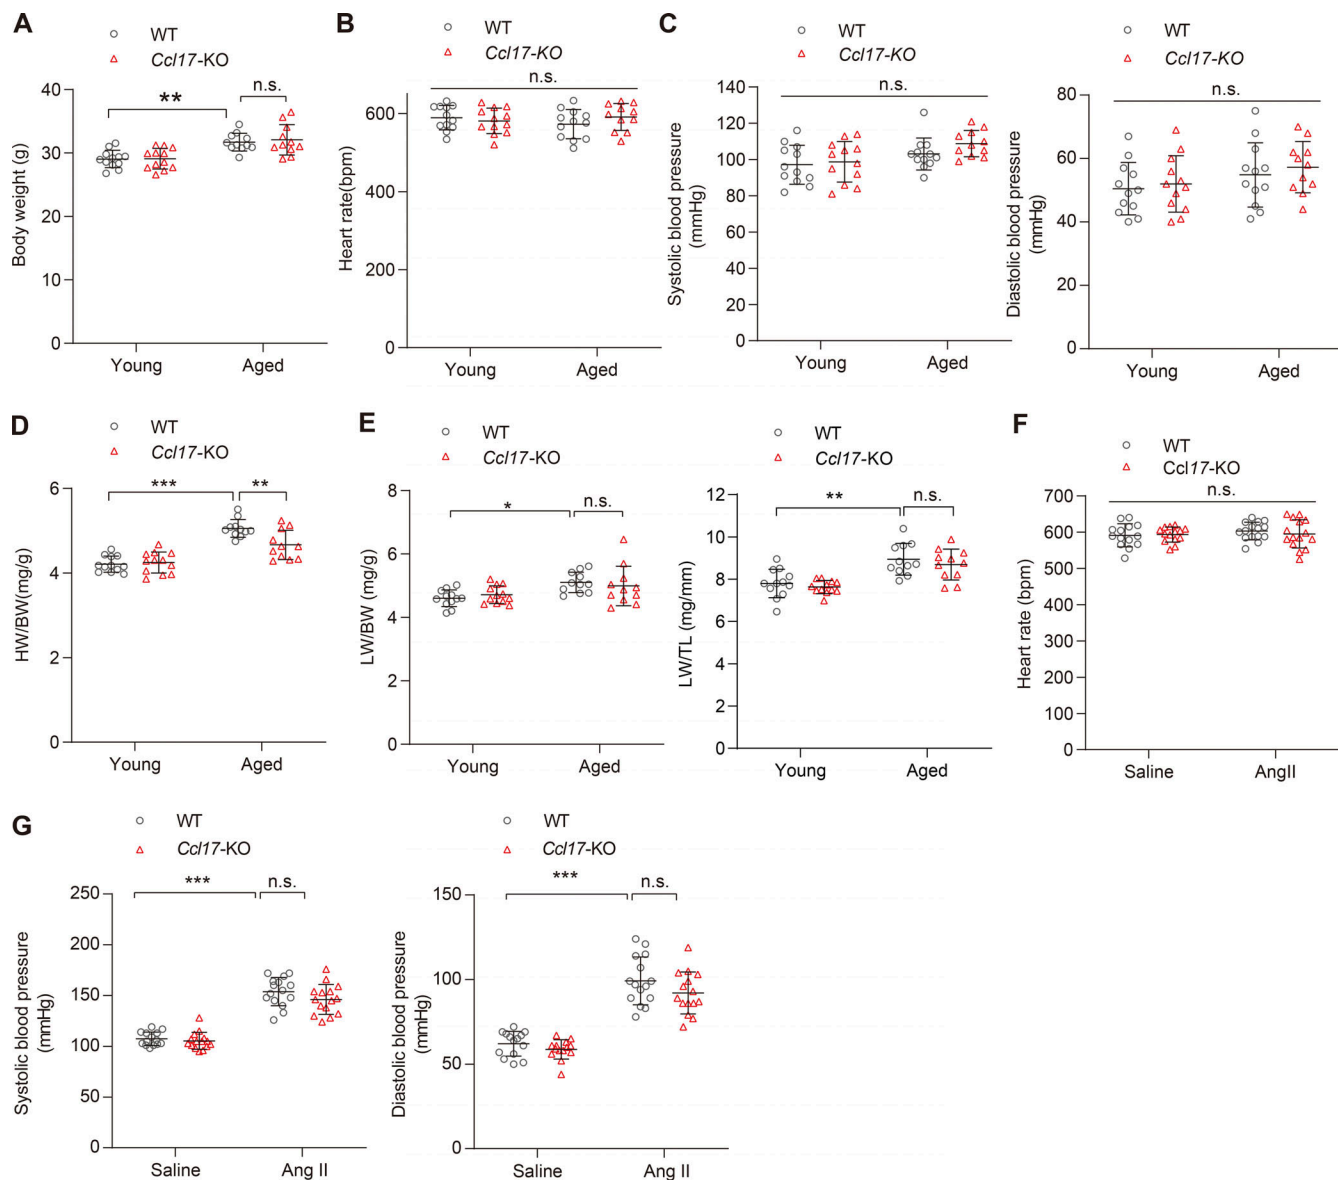 A
WT
Ccl17-KO
**
n.s.
Body weight (g)
40
30
20
10
0
Young
Aged
B
WT
Ccl17-KO
n.s.
Heart rate(bpm)
600
400
200
0
Young
Aged
C
WT
Ccl17-KO
n.s.
Systolic blood pressure
(mmHg)
140
120
100
80
60
40
20
0
Young
Aged
WT
Ccl17-KO
n.s.
Diastolic blood pressure
(mmHg)
80
60
40
20
0
Young
Aged
D
WT
Ccl17-KO
***
**
HW/BW(mg/g)
6
4
2
0
Young
Aged
E
WT
Ccl17-KO
*
n.s.
LW/BW (mg/g)
8
6
4
2
0
Young
Aged
WT
Ccl17-KO
**
n.s.
LW/TL (mg/mm)
12
10
8
6
4
2
0
Young
Aged
F
WT
Ccl17-KO
n.s.
Heart rate (bpm)
700
600
500
400
300
200
100
0
Saline
AngII
G
WT
Ccl17-KO
***
n.s.
Systolic blood pressure
(mmHg)
250
200
150
100
50
0
Saline
Ang II
WT
Ccl17-KO
***
n.s.
Diastolic blood pressure
(mmHg)
150
100
50
0
Saline
Ang II